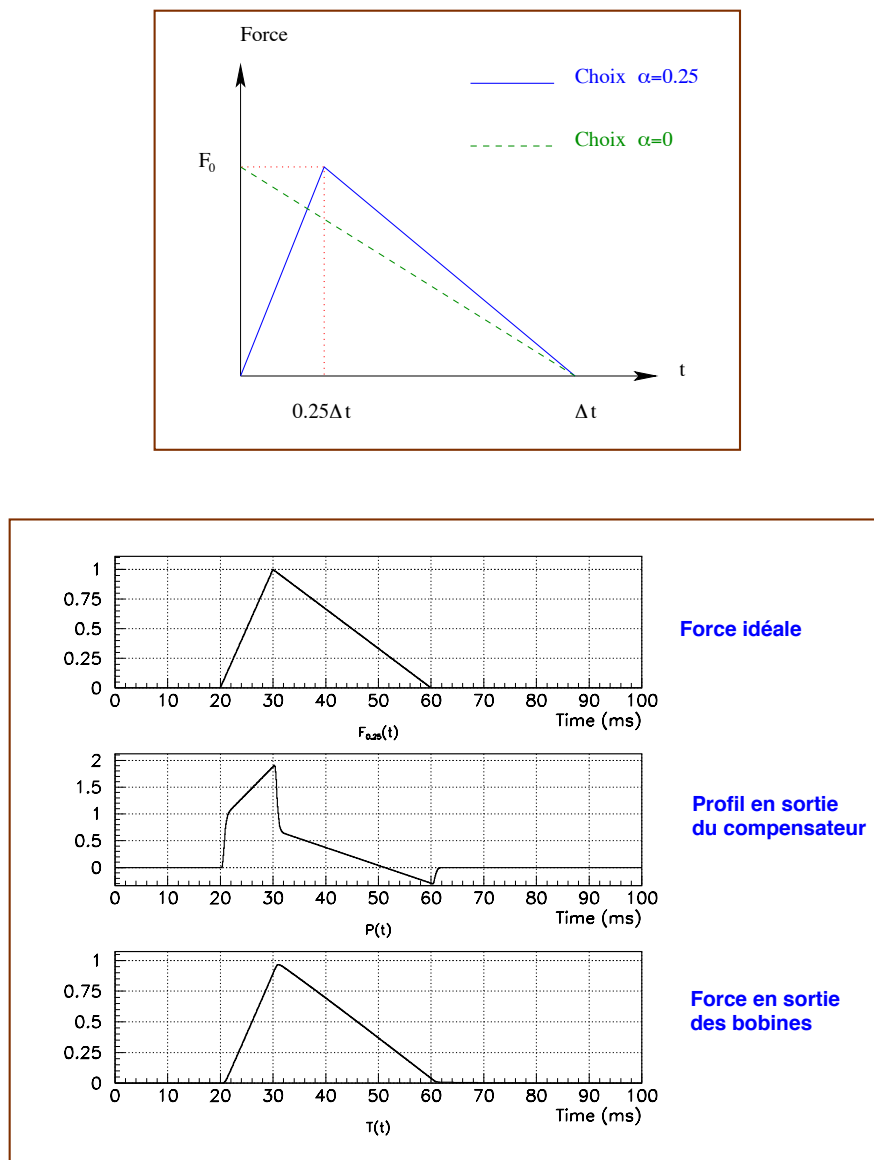 Force
Choix α=0.25
Choix α=0
F0
t
0.25Δt
Δt
1
0.75
0.5
0.25
0
0 10 20 30 40 50 60 70 80 90 100
Time (ms)
F0.25(t)
Force idéale
2
1.5
1
0.5
0
0 10 20 30 40 50 60 70 80 90 100
Time (ms)
P(t)
Profil en sortie
du compensateur
1
0.75
0.5
0.25
0
0 10 20 30 40 50 60 70 80 90 100
Time (ms)
T(t)
Force en sortie
des bobines